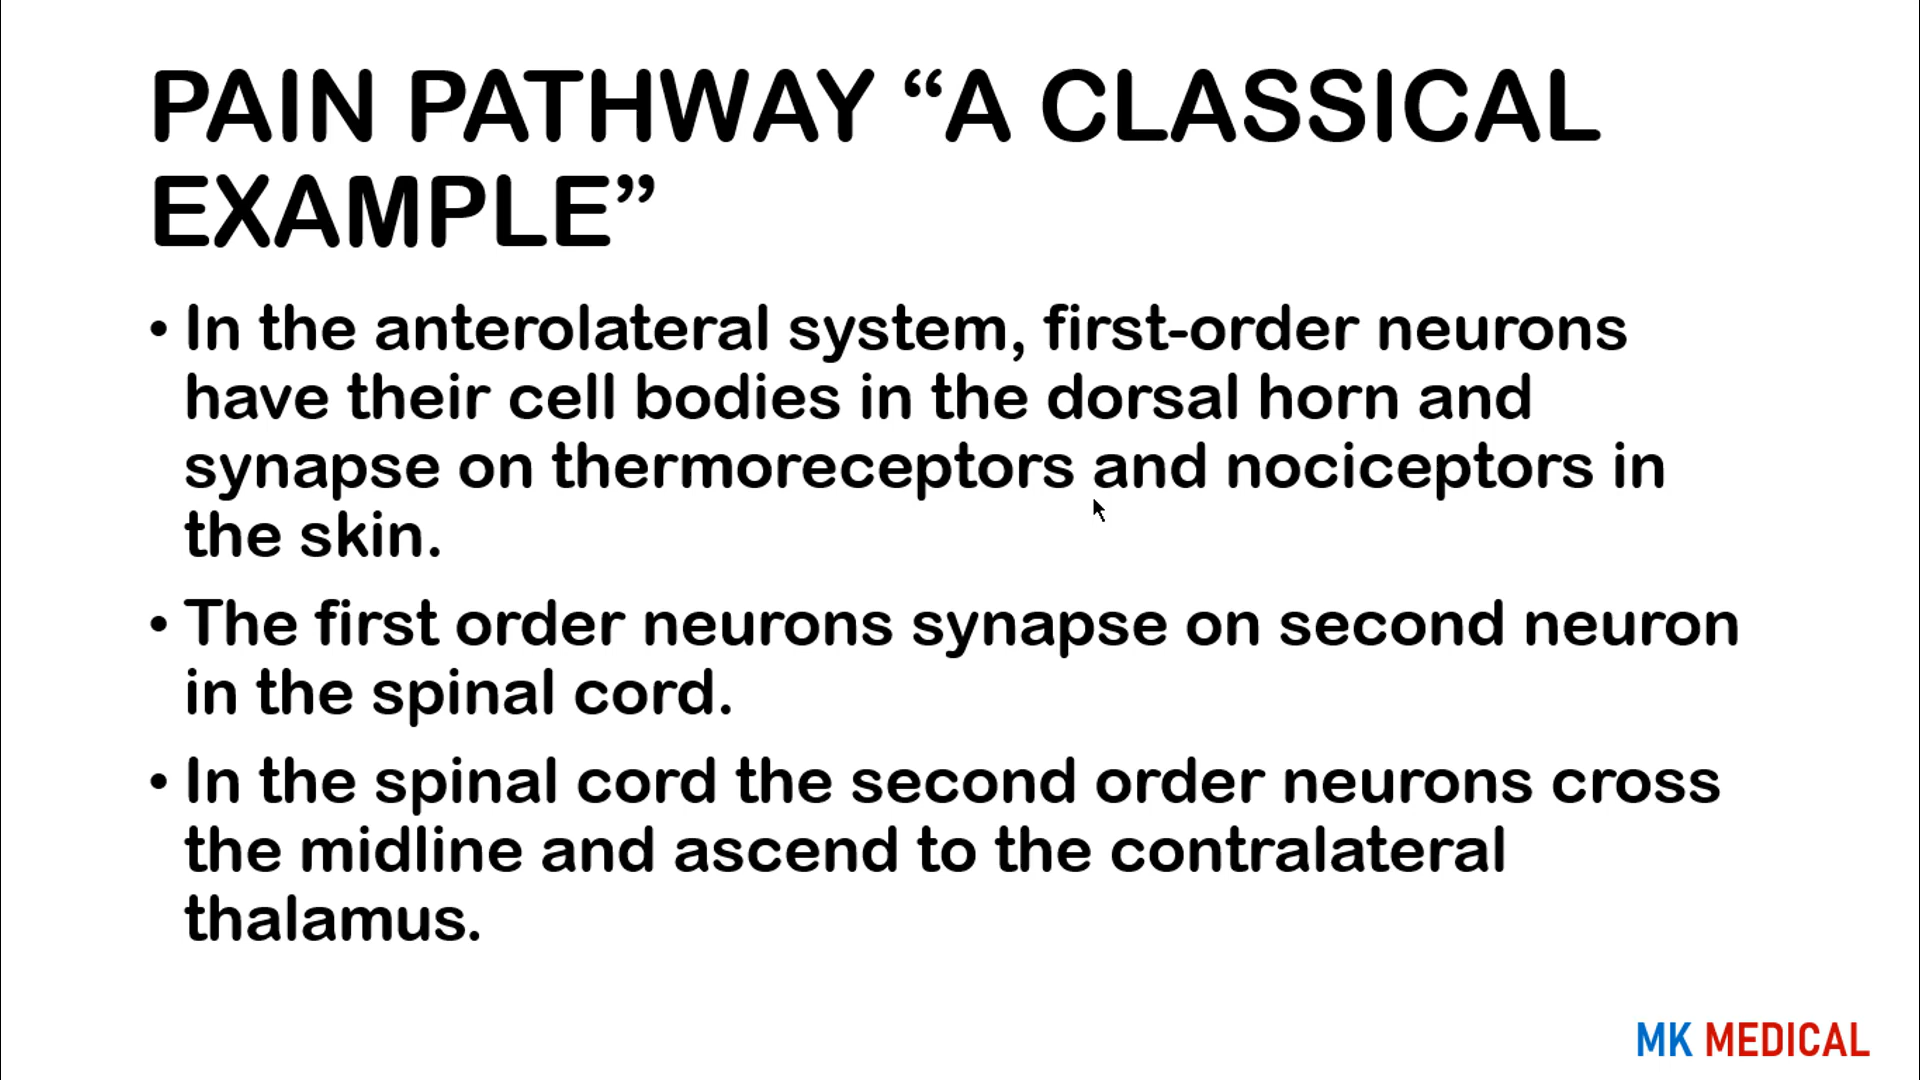 PAIN PATHWAY “A CLASSICAL
EXAMPLE”
• In the anterolateral system, first-order neurons
have their cell bodies in the dorsal horn and
synapse on thermoreceptors and nociceptors in
the skin.
• The first order neurons synapse on second neuron
in the spinal cord.
• In the spinal cord the second order neurons cross
the midline and ascend to the contralateral
thalamus.
MK MEDICAL